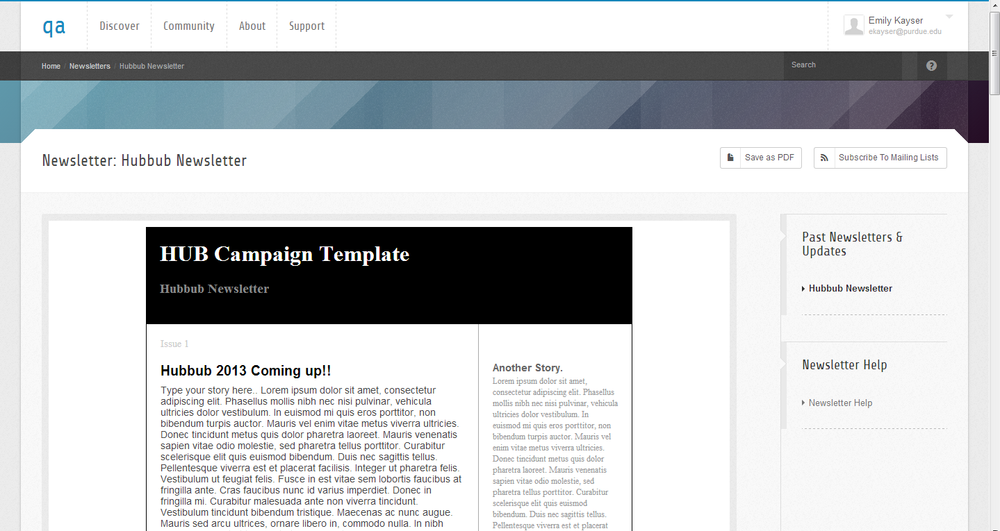 qa
Discover
Community
About
Support
Emily Kayser
ekayser@purdue.edu
Home / Newsletters / Hubbub Newsletter
Search
?
Newsletter: Hubbub Newsletter
Save as PDF
Subscribe To Mailing Lists
HUB Campaign Template
Hubbub Newsletter
Issue 1
Hubbub 2013 Coming up!!
Type your story here.. Lorem ipsum dolor sit amet, consectetur
adipiscing elit. Phasellus mollis nibh nec nisi pulvinar, vehicula
ultricies dolor vestibulum. In euismod mi quis eros porttitor, non
bibendum turpis auctor. Mauris vel enim vitae metus viverra ultricies.
Donec tincidunt metus quis dolor pharetra laoreet. Mauris venenatis
sapien vitae odio molestie, sed pharetra tellus porttitor. Curabitur
scelerisque elit quis euismod bibendum. Duis nec sagittis tellus.
Pellentesque viverra est et placerat facilisis. Integer ut pharetra felis.
Vestibulum ut feugiat felis. Fusce in est vitae sem lobortis faucibus at
fringilla ante. Cras faucibus nunc id varius imperdiet. Donec in
fringilla mi. Curabitur malesuada ante non viverra tincidunt.
Vestibulum tincidunt bibendum tristique. Maecenas ac nunc augue.
Mauris sed arcu ultrices, ornare libero in, commodo nulla. In nibh
Another Story.
Lorem ipsum dolor sit amet,
consectetur adipiscing elit. Phasellus
mollis nibh nec nisi pulvinar, vehicula
ultricies dolor vestibulum. In
euismod mi quis eros porttitor, non
bibendum turpis auctor. Mauris vel
enim vitae metus viverra ultricies.
Donec tincidunt metus quis dolor
pharetra laoreet. Mauris venenatis
sapien vitae odio molestie, sed
pharetra tellus porttitor. Curabitur
scelerisque elit quis euismod
bibendum. Duis nec sagittis tellus.
Pellentesque viverra est et placerat
Past Newsletters &
Updates
Hubbub Newsletter
Newsletter Help
Newsletter Help